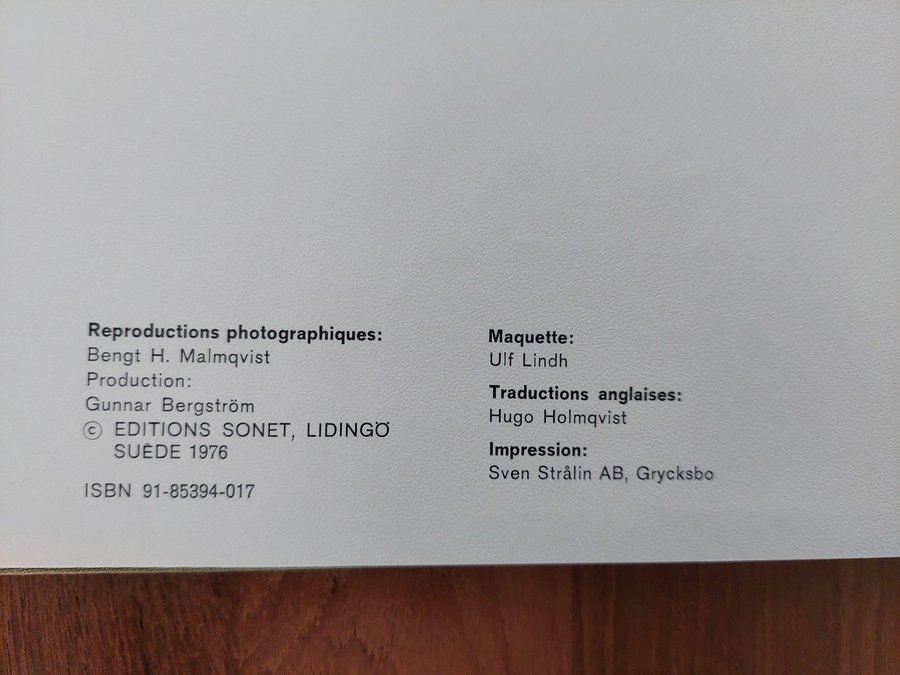 Reproductions photographiques:
Bengt H. Malmqvist
Production:
Gunnar Bergström
© EDITIONS SONET, LIDINGÖ
SUÈDE 1976
ISBN 91-85394-017
Maquette:
Ulf Lindh
Traductions anglaises:
Hugo Holmqvist
Impression:
Sven Strålin AB, Grycksbo